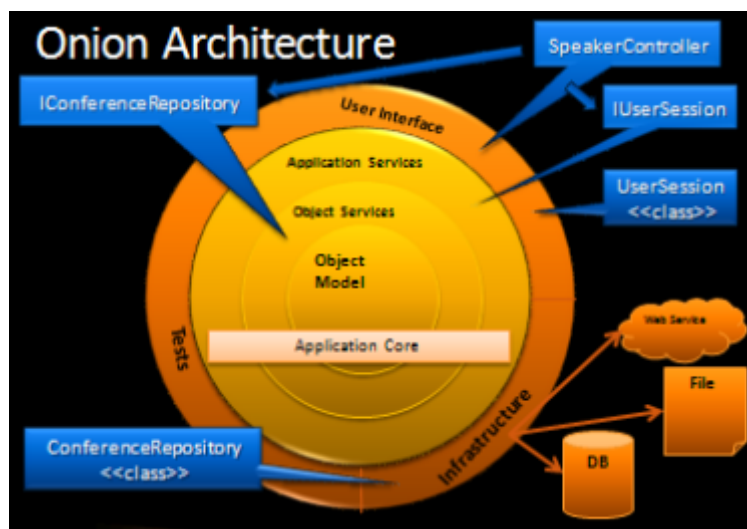 Onion Architecture
SpeakerController
IConferenceRepository
IUserSession
User Interface
Application Services
UserSession
<<class>>
Object Services
Object
Model
Web Service
Tests
Application Core
File
Infrastructure
ConferenceRepository
<<class>>
DB